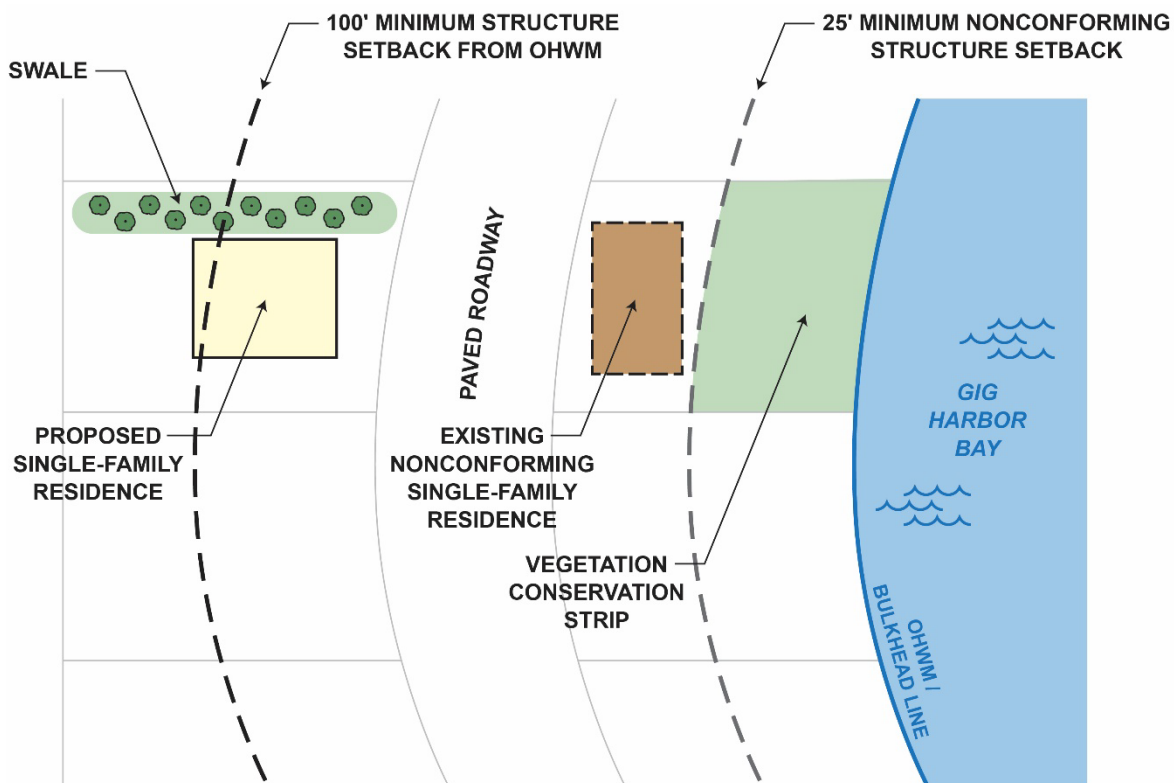 100' MINIMUM STRUCTURE
SETBACK FROM OHWM
25' MINIMUM NONCONFORMING
STRUCTURE SETBACK
SWALE
PAVED ROADWAY
GIG
HARBOR
BAY
PROPOSED
SINGLE-FAMILY
RESIDENCE
EXISTING
NONCONFORMING
SINGLE-FAMILY
RESIDENCE
VEGETATION
CONSERVATION
STRIP
OHWM /
BULKHEAD LINE